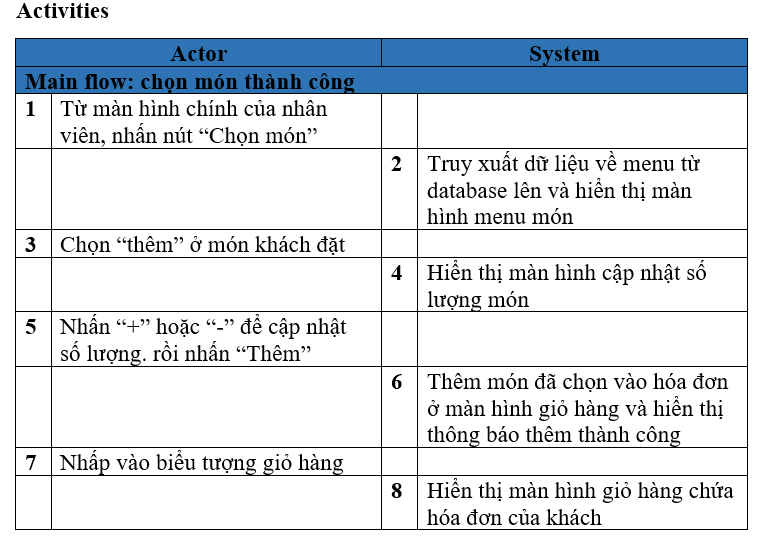 Activities
Actor System
Main flow: chọn món thành công
1 Từ màn hình chính của nhân
viên, nhấn nút “Chọn món”
2 Truy xuất dữ liệu về menu từ
database lên và hiển thị màn
hình menu món
3 Chọn “thêm” ở món khách đặt
4 Hiển thị màn hình cập nhật số
lượng món
5 Nhấn “+” hoặc “-” để cập nhật
số lượng. rồi nhấn “Thêm”
6 Thêm món đã chọn vào hóa đơn
ở màn hình giỏ hàng và hiển thị
thông báo thêm thành công
7 Nhấp vào biểu tượng giỏ hàng
8 Hiển thị màn hình giỏ hàng chứa
hóa đơn của khách